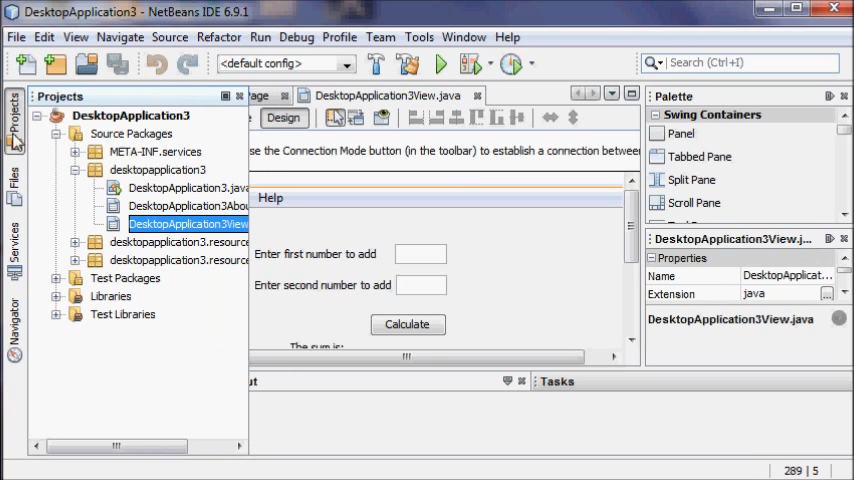 DesktopApplication3 - NetBeans IDE 6.9.1
File Edit View Navigate Source Refactor Run Debug Profile Team Tools Window Help
<default config>
Search (Ctrl+I)
Projects
Files
Services
Navigator
Projects
DesktopApplication3
Source Packages
META-INF.services
desktopapplication3
DesktopApplication3.java
DesktopApplication3Abou
DesktopApplication3View
desktopapplication3.resource
desktopapplication3.resource
Test Packages
Libraries
Test Libraries
age
DesktopApplication3View.java
Design
se the Connection Mode button (in the toolbar) to establish a connection between
Help
Enter first number to add
Enter second number to add
Calculate
The sum is:
ut
Tasks
Palette
Swing Containers
Panel
Tabbed Pane
Split Pane
Scroll Pane
DesktopApplication3View.j...
Properties
Name DesktopApplicat...
Extension java ...
DesktopApplication3View.java
289 | 5